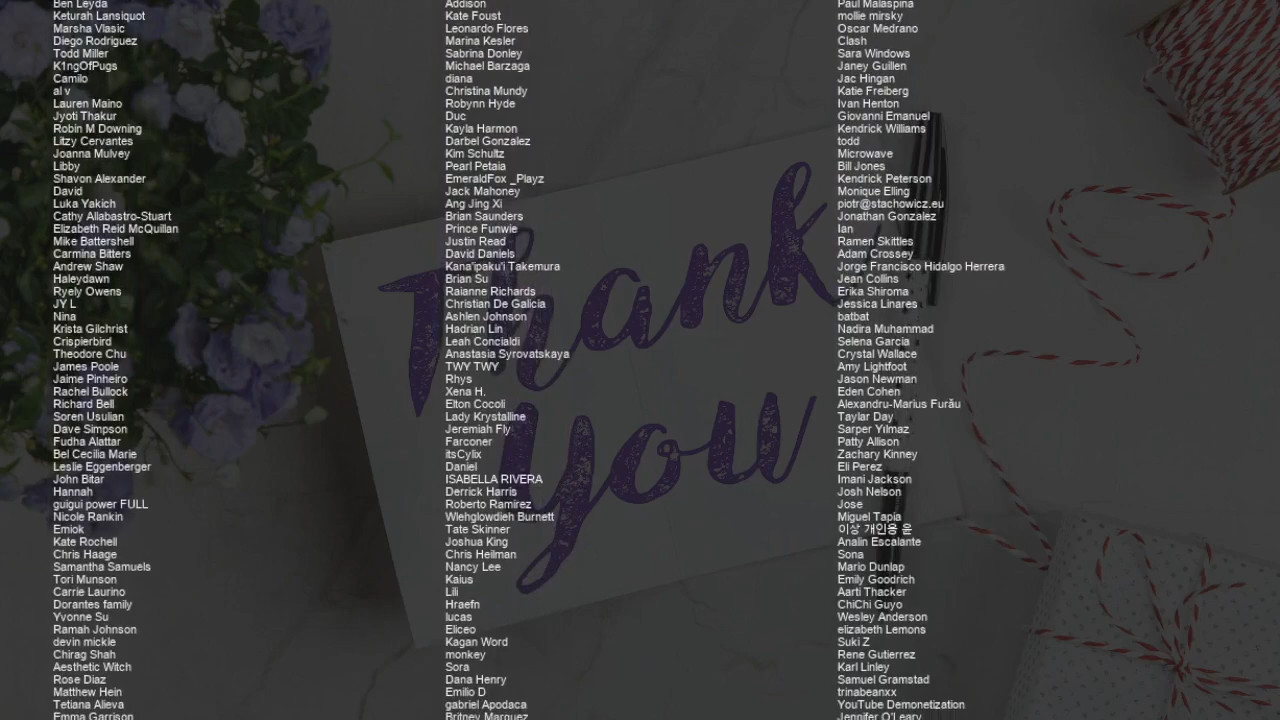 Ben Leyda
Keturah Lansiquot
Marsha Vlasic
Diego Rodriguez
Todd Miller
K1ngOfPugs
Camilo
al v
Lauren Maino
Jyoti Thakur
Robin M Downing
Litzy Cervantes
Joanna Mulvey
Libby
Shavon Alexander
David
Luka Yakich
Cathy Allabastro-Stuart
Elizabeth Reid McQuillan
Mike Battershell
Carmina Bitters
Andrew Shaw
Haleydawn
Ryely Owens
JY L
Nina
Krista Gilchrist
Crispierbird
Theodore Chu
James Poole
Jaime Pinheiro
Rachel Bullock
Richard Bell
Soren Usulian
Dave Simpson
Fudha Alattar
Bel Cecilia Marie
Leslie Eggenberger
John Bitar
Hannah
guigui power FULL
Nicole Rankin
Emiok
Kate Rochell
Chris Haage
Samantha Samuels
Tori Munson
Carrie Laurino
Dorantes family
Yvonne Su
Ramah Johnson
devin mickle
Chirag Shah
Aesthetic Witch
Rose Diaz
Matthew Hein
Tetiana Alieva
Emma Garrison
Addison
Kate Foust
Leonardo Flores
Marina Kesler
Sabrina Donley
Michael Barzaga
diana
Christina Mundy
Robynn Hyde
Duc
Kayla Harmon
Darbel Gonzalez
Kim Schultz
Pearl Petaia
EmeraldFox _Playz
Jack Mahoney
Ang Jing Xi
Brian Saunders
Prince Funwie
Justin Read
David Daniels
Kana'ipaku'i Takemura
Brian Su
Raianne Richards
Christian De Galicia
Ashlen Johnson
Hadrian Lin
Leah Concialdi
Anastasia Syrovatskaya
TWY TWY
Rhys
Xena H.
Elton Cocoli
Lady Krystalline
Jeremiah Fly
Farconer
itsCylix
Daniel
ISABELLA RIVERA
Derrick Harris
Roberto Ramirez
Wlehglowdieh Burnett
Tate Skinner
Joshua King
Chris Heilman
Nancy Lee
Kaius
Lili
Hraefn
lucas
Eliceo
Kagan Word
monkey
Sora
Dana Henry
Emilio D
gabriel Apodaca
Britney Marquez
Paul Malaspina
mollie mirsky
Oscar Medrano
Clash
Sara Windows
Janey Guillen
Jac Hingan
Katie Freiberg
Ivan Henton
Giovanni Emanuel
Kendrick Williams
todd
Microwave
Bill Jones
Kendrick Peterson
Monique Elling
piotr@stachowicz.eu
Jonathan Gonzalez
Ian
Ramen Skittles
Adam Crossey
Jorge Francisco Hidalgo Herrera
Jean Collins
Erika Shiroma
Jessica Linares
batbat
Nadira Muhammad
Selena Garcia
Crystal Wallace
Amy Lightfoot
Jason Newman
Eden Cohen
Alexandru-Marius Furău
Taylar Day
Sarper Yılmaz
Patty Allison
Zachary Kinney
Eli Perez
Imani Jackson
Josh Nelson
Jose
Miguel Tapia
이상 개인용 윤
Analin Escalante
Sona
Mario Dunlap
Emily Goodrich
Aarti Thacker
ChiChi Guyo
Wesley Anderson
elizabeth Lemons
Suki Z
Rene Gutierrez
Karl Linley
Samuel Gramstad
trinabeanxx
YouTube Demonetization
Jennifer O'Leary
Thank
you